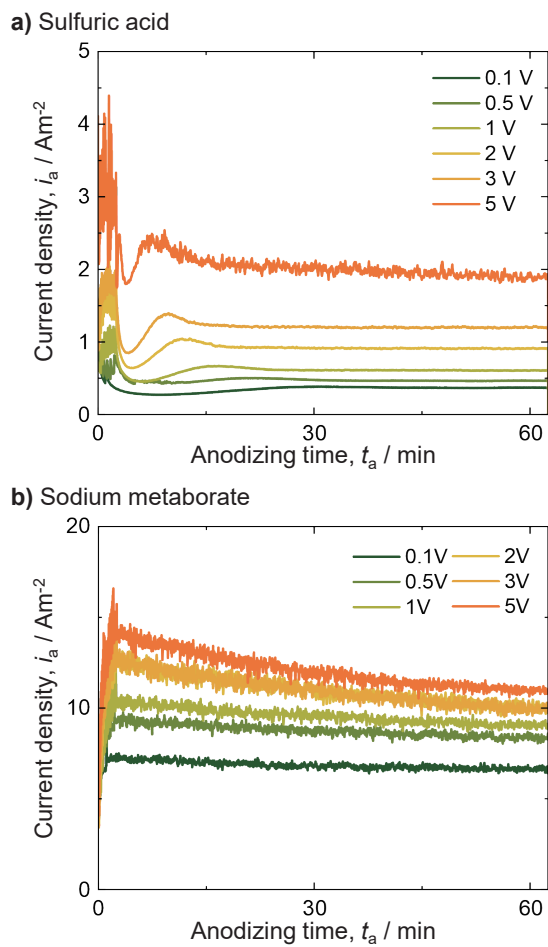 a) Sulfuric acid
5
4
3
2
1
0
Current density, iₐ / Am⁻²
0.1 V
0.5 V
1 V
2 V
3 V
5 V
0
30
60
Anodizing time, tₐ / min
b) Sodium metaborate
20
10
0
Current density, iₐ / Am⁻²
0.1V 2V
0.5V 3V
1V 5V
0
30
60
Anodizing time, tₐ / min